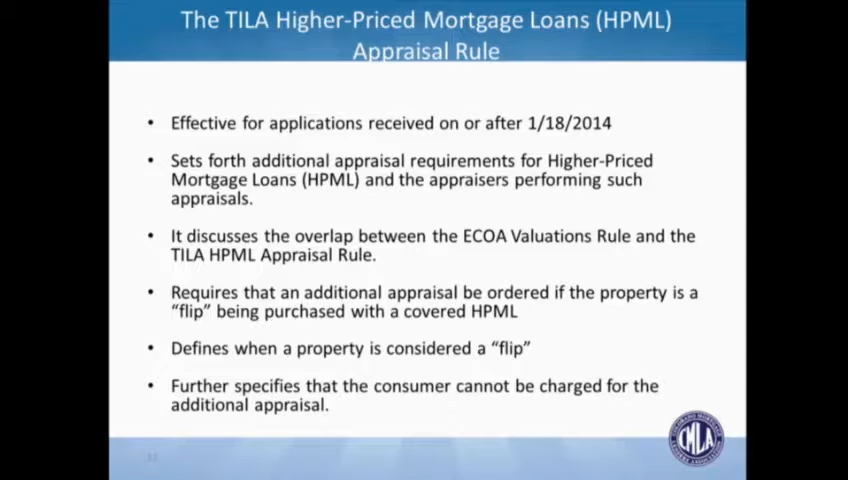 The TILA Higher-Priced Mortgage Loans (HPML)
Appraisal Rule
• Effective for applications received on or after 1/18/2014
• Sets forth additional appraisal requirements for Higher-Priced
Mortgage Loans (HPML) and the appraisers performing such
appraisals.
• It discusses the overlap between the ECOA Valuations Rule and the
TILA HPML Appraisal Rule.
• Requires that an additional appraisal be ordered if the property is a
“flip” being purchased with a covered HPML
• Defines when a property is considered a “flip”
• Further specifies that the consumer cannot be charged for the
additional appraisal.
COLORADO MORTGAGE
CMLA
LENDERS ASSOCIATION